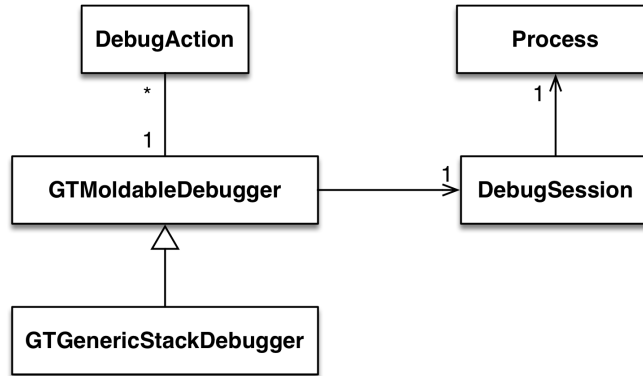 DebugAction
Process
*
1
1
GTMoldableDebugger
1
DebugSession
GTGenericStackDebugger